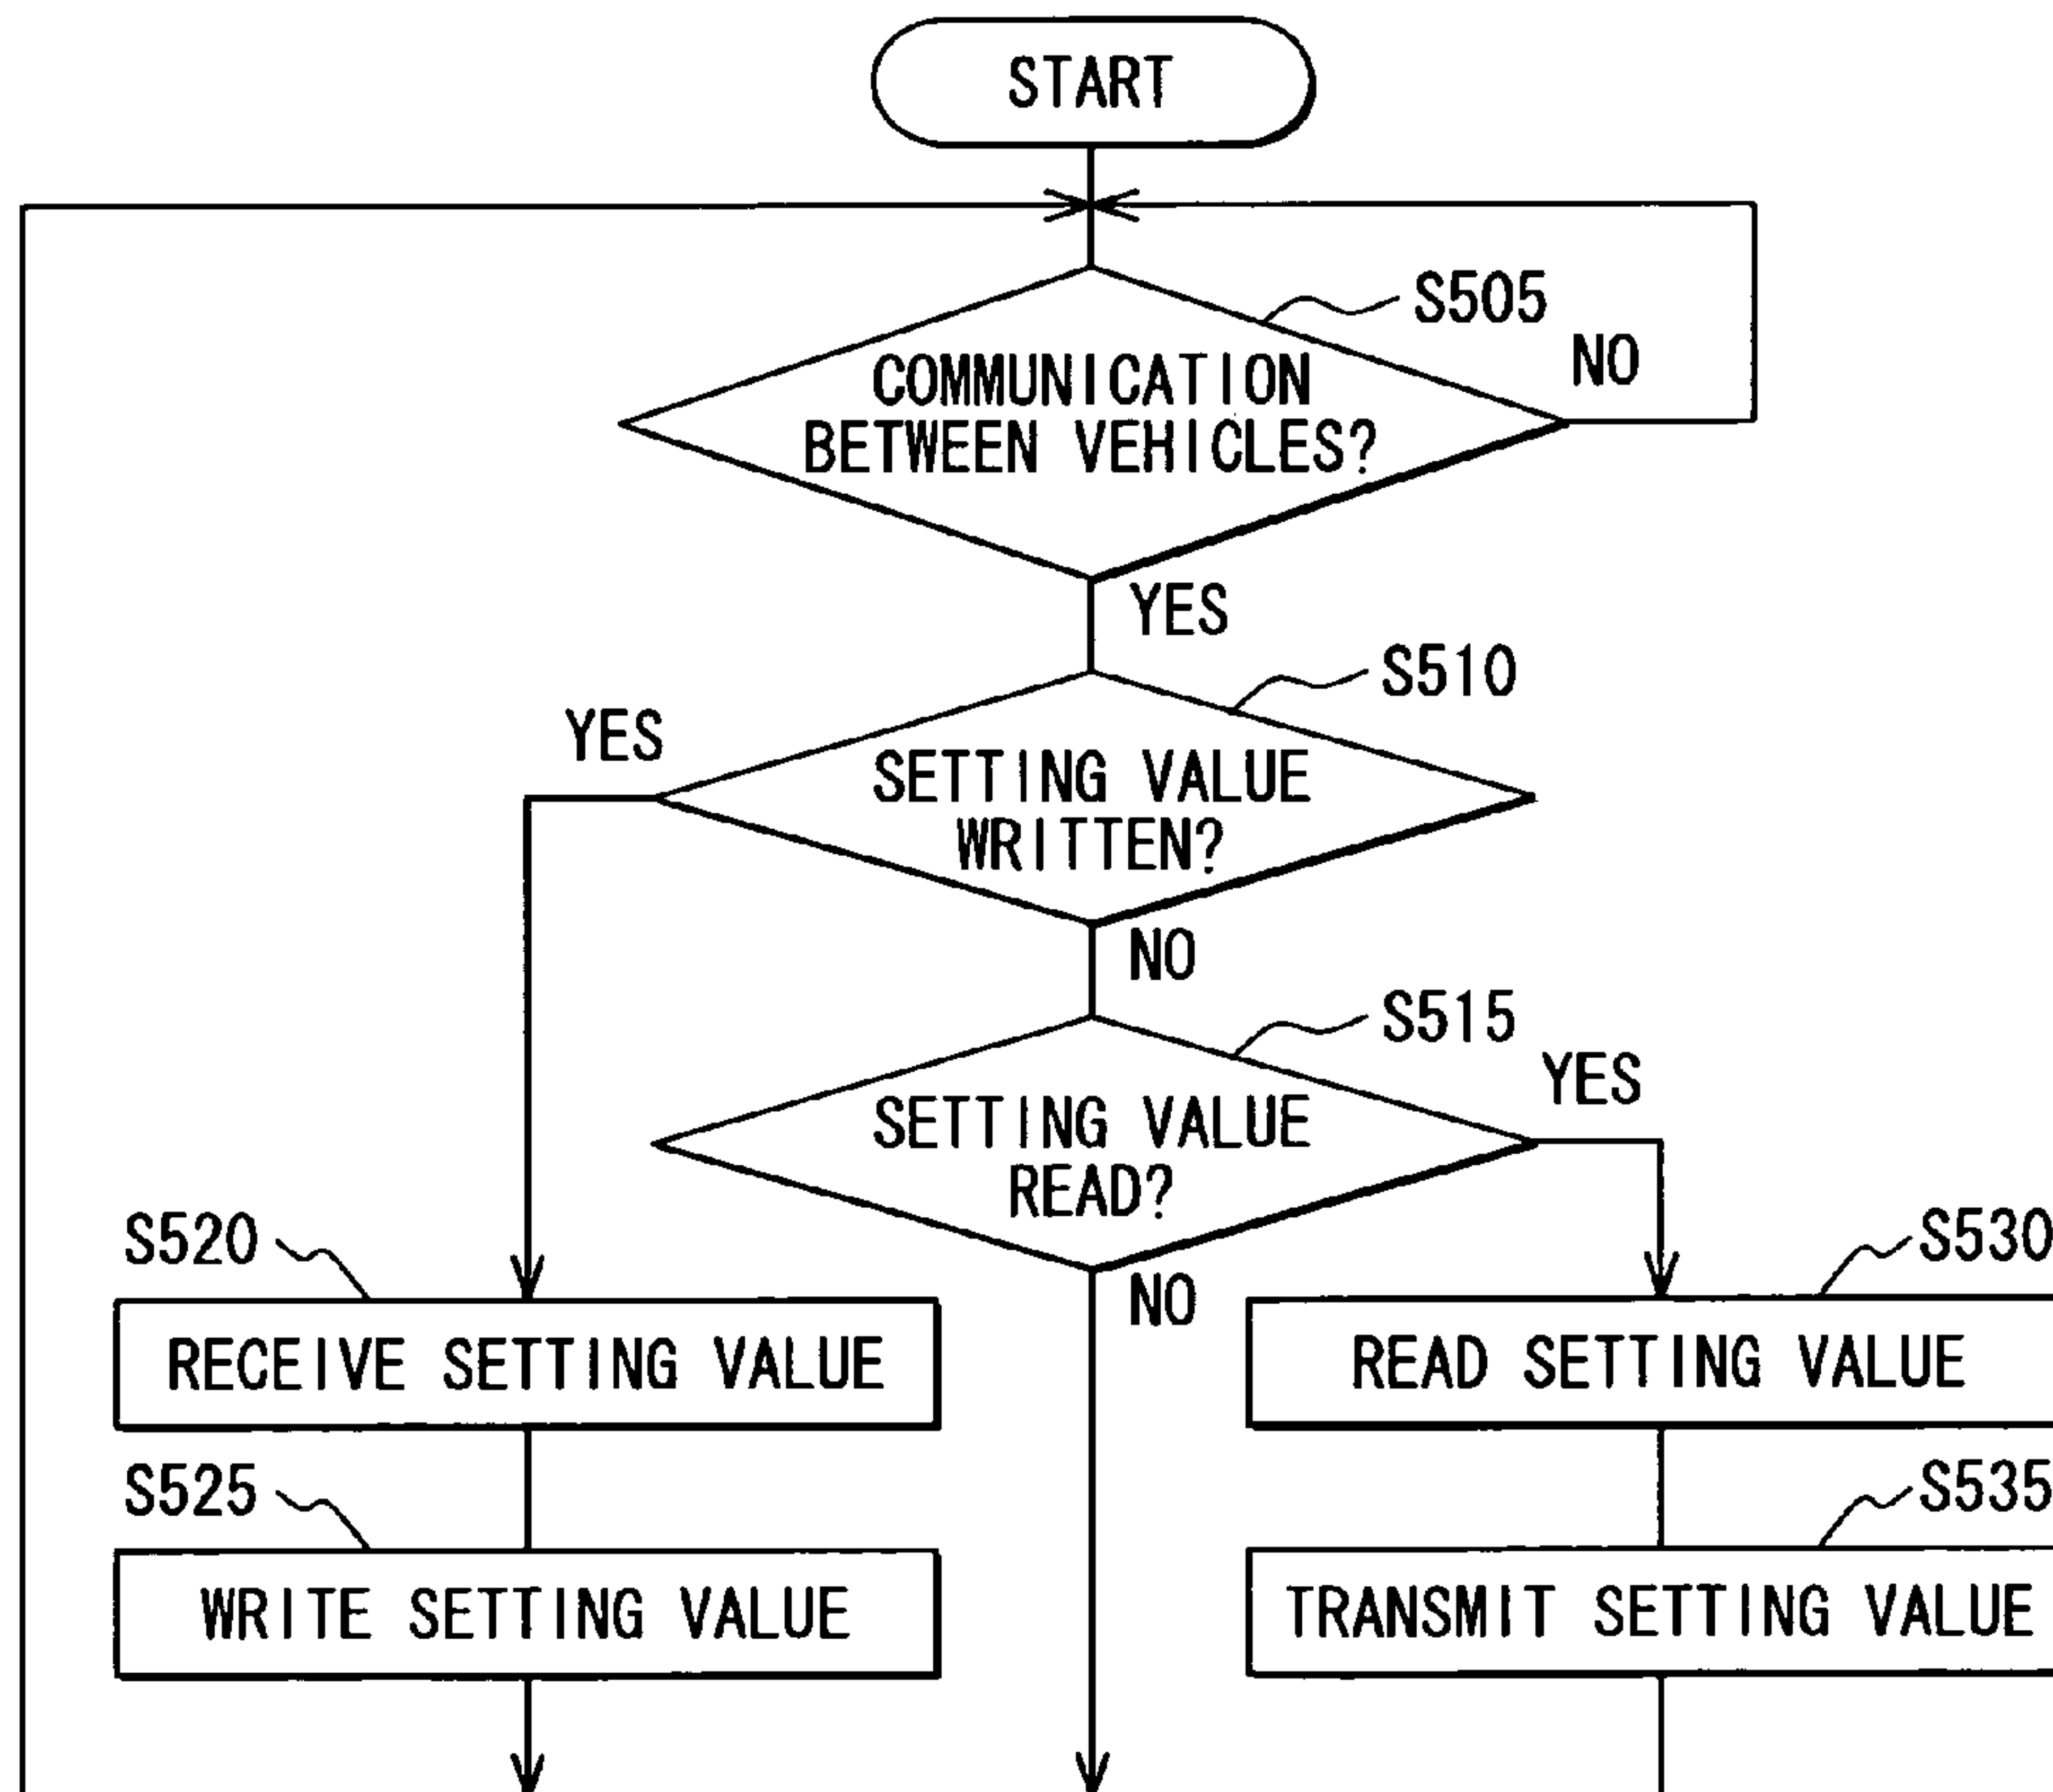 START
S505
NO
COMMUNICATION
BETWEEN VEHICLES?
YES
S510
YES
SETTING VALUE
WRITTEN?
NO
S515
YES
SETTING VALUE
READ?
S520
S530
NO
RECEIVE SETTING VALUE
READ SETTING VALUE
S525
S535
WRITE SETTING VALUE
TRANSMIT SETTING VALUE